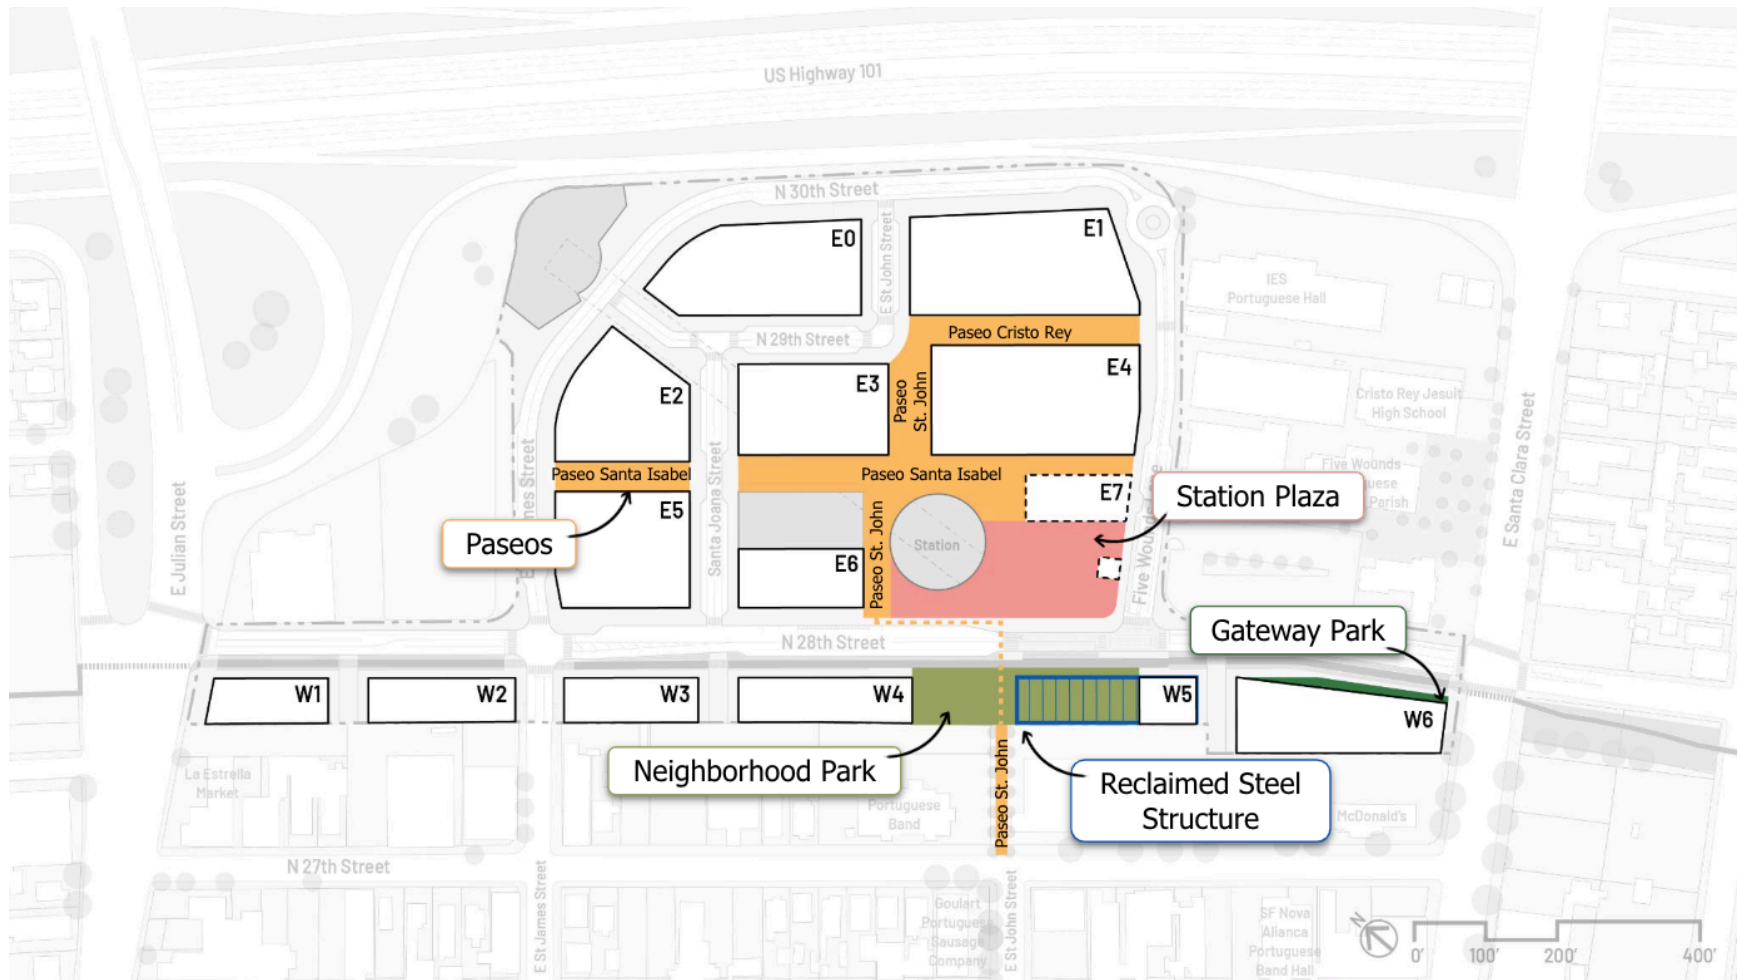 US Highway 101
N 30th Street
E0
E1
E St John Street
IES
Portuguese Hall
N 29th Street
Paseo Cristo Rey
E2
E3
E4
Paseo
St. John
Cristo Rey Jesuit
High School
Paseo Santa Isabel
Paseo Santa Isabel
Santa Joana Street
E Santa Clara Street
Five Wounds
Parish
E7
Station Plaza
E5
Paseos
E Julian Street
Station
E6
Paseo St. John
Five Wounds
N 28th Street
Gateway Park
W1
W2
W3
W4
W5
W6
Neighborhood Park
Reclaimed Steel
Structure
Paseo St. John
La Estrella
Market
Portuguese
Band
McDonald's
N 27th Street
E St James Street
E St John Street
Goulart
Portuguese
Sausage
Company
SF Nova
Alianca
Portuguese
Band Hall
N
0'
100'
200'
400'